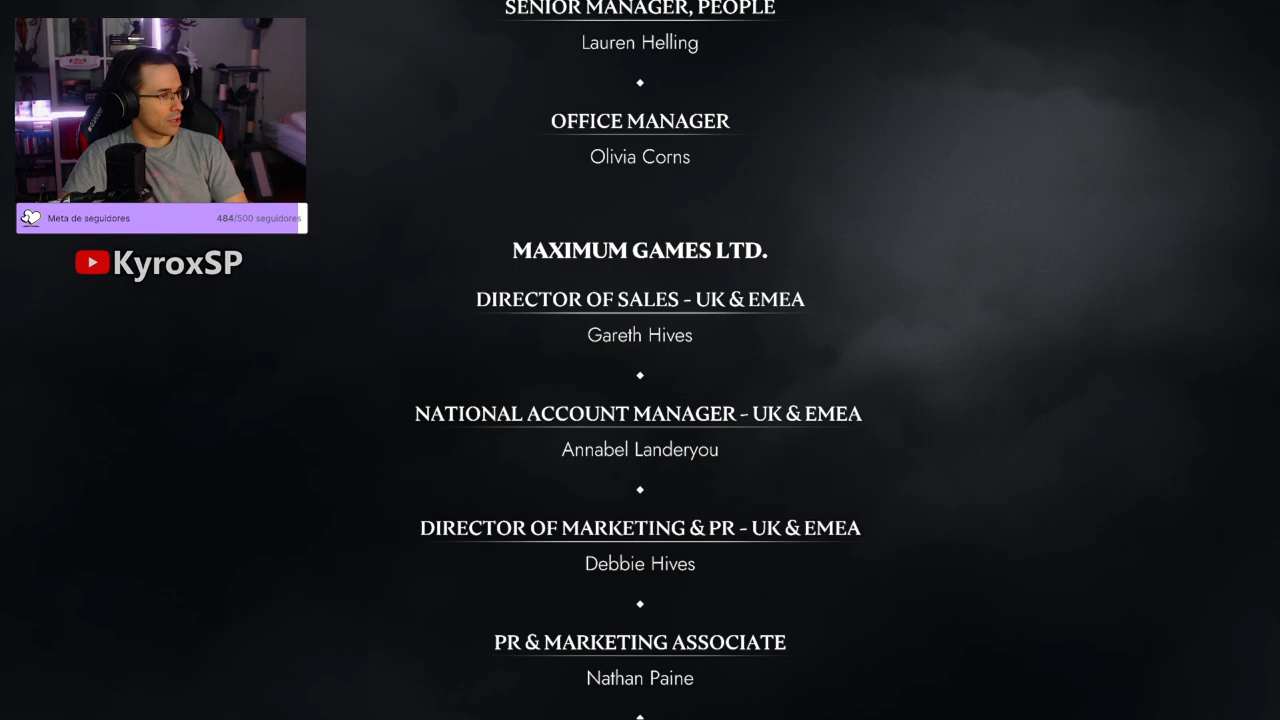 SENIOR MANAGER, PEOPLE
Lauren Helling
OFFICE MANAGER
Olivia Corns
Meta de seguidores 484/500 seguidores
KyroxSP
MAXIMUM GAMES LTD.
DIRECTOR OF SALES - UK & EMEA
Gareth Hives
NATIONAL ACCOUNT MANAGER - UK & EMEA
Annabel Landeryou
DIRECTOR OF MARKETING & PR - UK & EMEA
Debbie Hives
PR & MARKETING ASSOCIATE
Nathan Paine